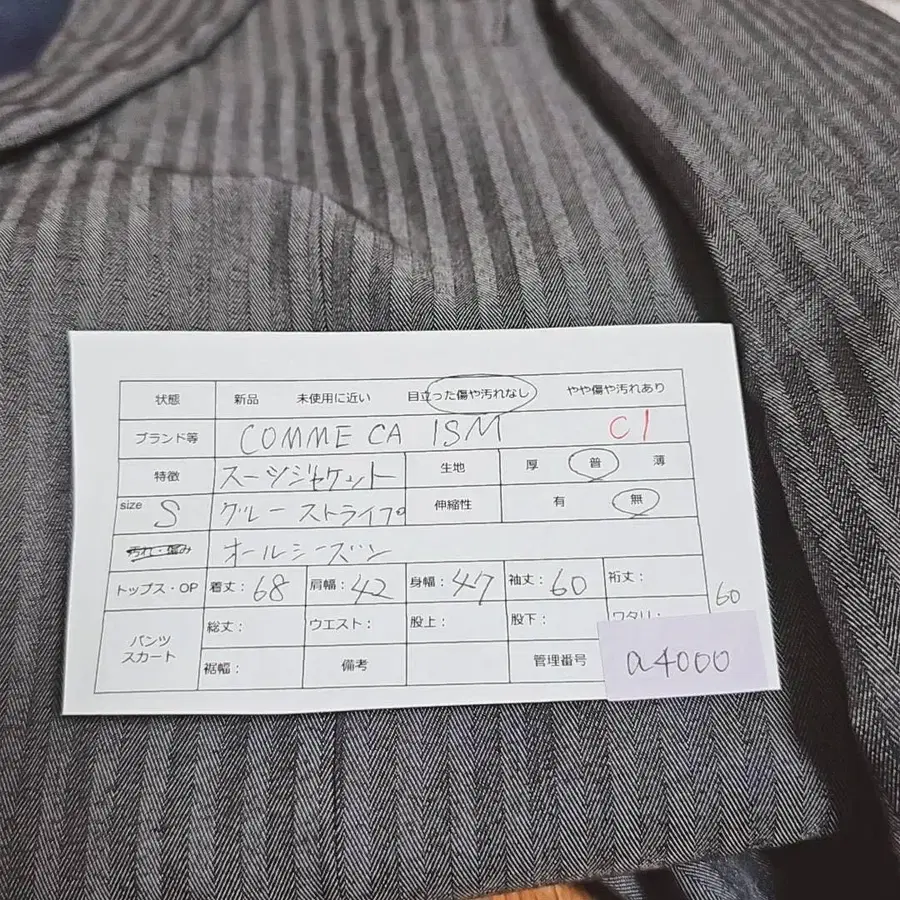 状態 新品 未使用に近い 目立った傷や汚れなし やや傷や汚れあり
ブランド等 COMME CA ISM C1
特徴 スーツジャケット 生地 厚 普 薄
size S グレー ストライプ 伸縮性 有 無
汚れ・傷み オールシーズン
トップス・OP 着丈: 68 肩幅: 42 身幅: 47 袖丈: 60 裄丈:
60
パンツ スカート 総丈: ウエスト: 股上: 股下: ワタリ:
裾幅: 備考 管理番号 a4000